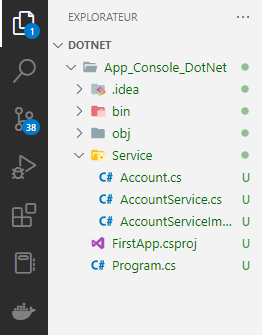 EXPLORATEUR ...
1
DOTNET
App_Console_DotNet
.idea
bin
38
obj
Service
C# Account.cs U
C# AccountService.cs U
C# AccountServiceIm... U
FirstApp.csproj U
C# Program.cs U